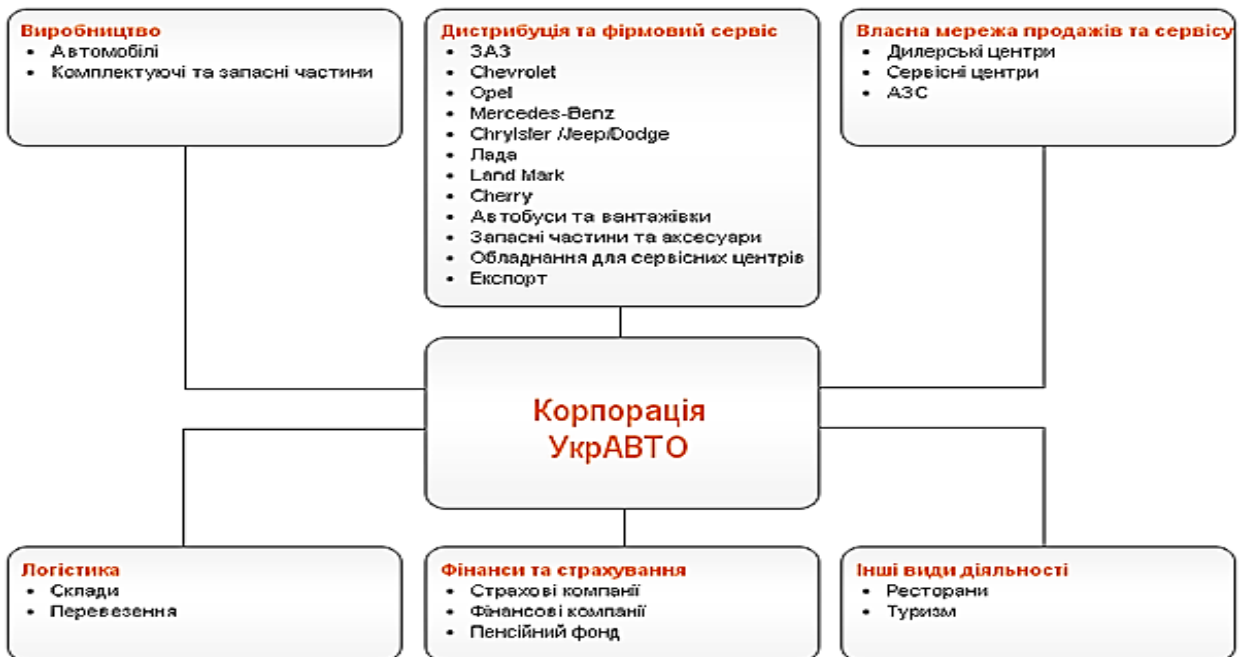 Виробництво
• Автомобілі
• Комплектуючі та запасні частини
Дистрибуція та фірмовий сервіс
• ЗАЗ
• Chevrolet
• Opel
• Mercedes-Benz
• Chrylsler /Jeep/Dodge
• Лада
• Land Mark
• Cherry
• Автобуси та вантажівки
• Запасні частини та аксесуари
• Обладнання для сервісних центрів
• Експорт
Власна мережа продажів та сервісу
• Дилерські центри
• Сервісні центри
• АЗС
Корпорація
УкрАВТО
Логістика
• Склади
• Перевезення
Фінанси та страхування
• Страхові компанії
• Фінансові компанії
• Пенсійний фонд
Інші види діяльності
• Ресторани
• Туризм